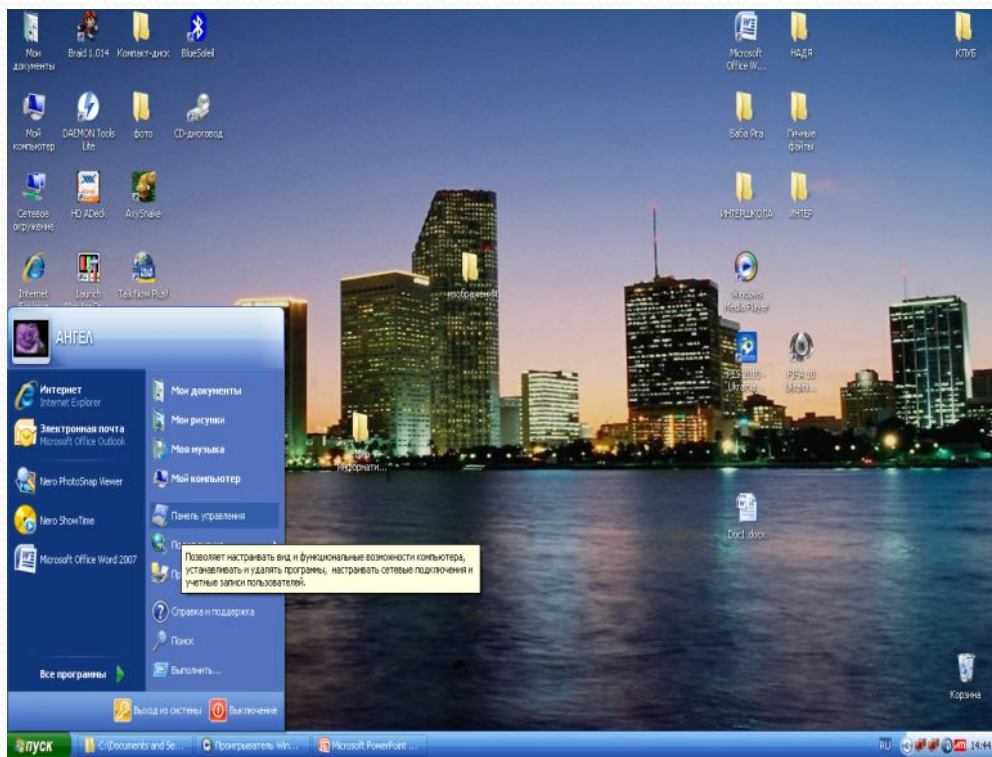 Мои
документы
Braid 1.014
Компакт-диск
BlueSoleil
Microsoft
Office W...
НАДЯ
КЛУБ
Мой
компьютер
DAEMON Tools
Lite
фото
CD-дисковод
Баба Яга
Личные
файлы
Сетевое
окружение
HD ADeck
AxySnake
ИНТЕРШКОЛА
ИНТЕР
Internet
Launch
Talk Now Plus!
изображения
Windows
Media Player
АНГЕЛ
Интернет
Internet Explorer
Электронная почта
Microsoft Office Outlook
Nero PhotoSnap Viewer
Nero ShowTime
Microsoft Office Word 2007
Все программы
Мои документы
Мои рисунки
Моя музыка
Мой компьютер
Панель управления
Позволяет настраивать вид и функциональные возможности компьютера,
устанавливать и удалять программы, настраивать сетевые подключения и
учетные записи пользователей.
Справка и поддержка
Поиск
Выполнить...
Выход из системы
Выключение
Мир
информати...
Doc1.docx
Корзина
пуск
C:\Documents and Se...
Проигрыватель Win...
Microsoft PowerPoint ...
RU
ATI
14:44